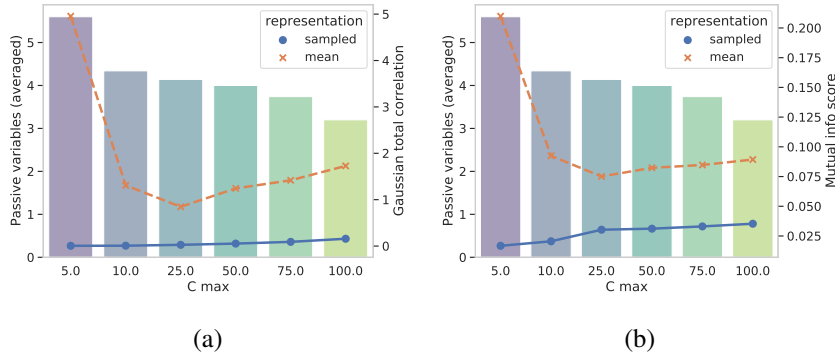 representation
sampled
mean
Passive variables (averaged)
Gaussian total correlation
5
4
3
2
1
0
5
4
3
2
1
0
5.0 10.0 25.0 50.0 75.0 100.0
C max
(a)
representation
sampled
mean
Passive variables (averaged)
Mutual info score
5
4
3
2
1
0
0.200
0.175
0.150
0.125
0.100
0.075
0.050
0.025
5.0 10.0 25.0 50.0 75.0 100.0
C max
(b)